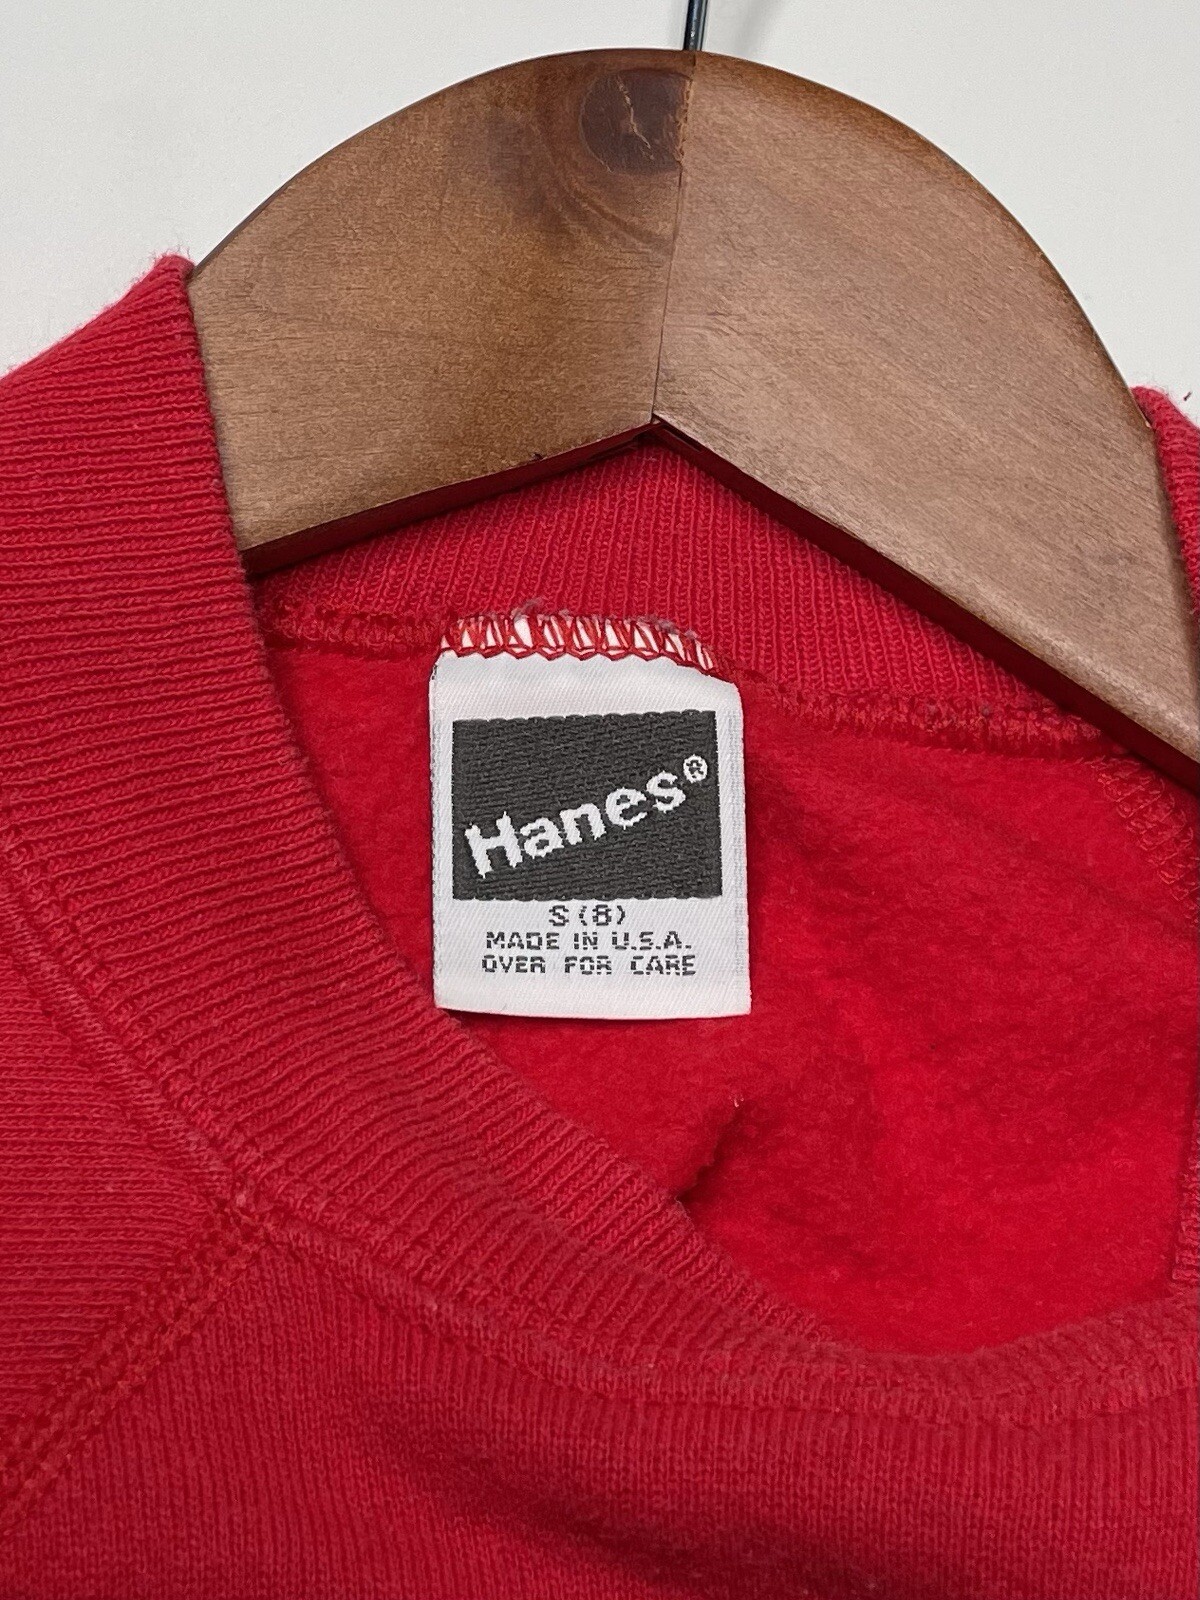 Hanes®
S (8)
MADE IN U.S.A.
OVER FOR CARE